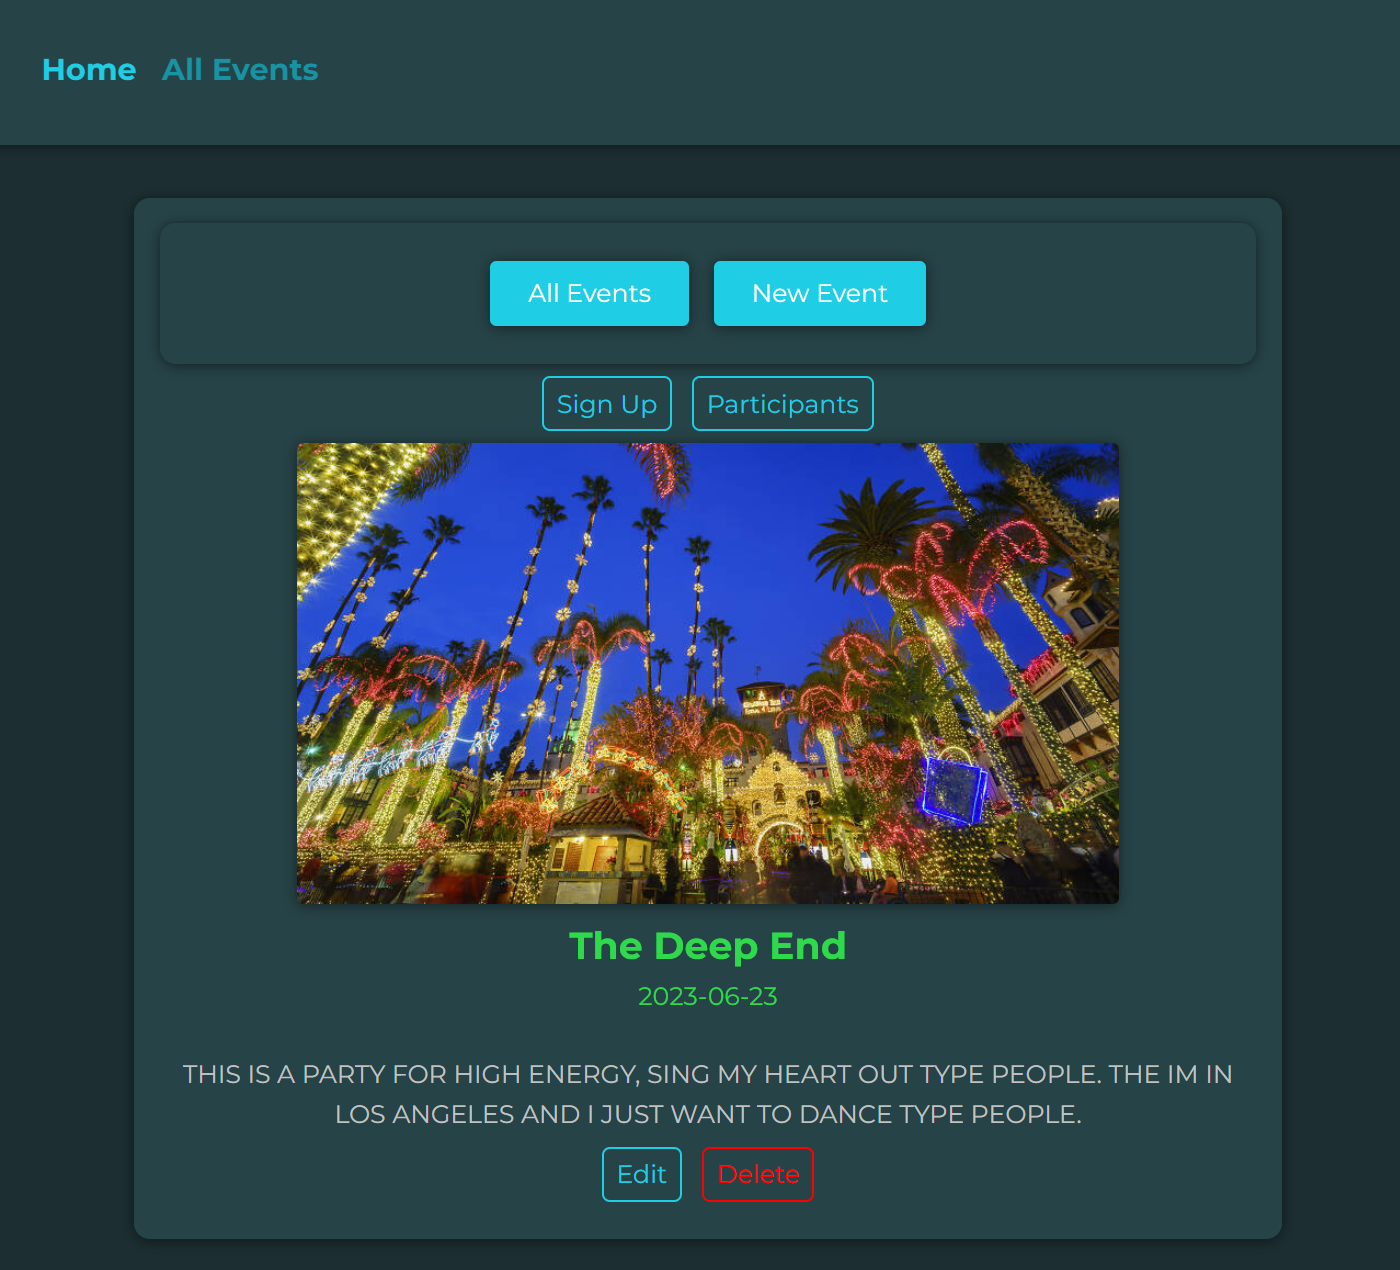 Home All Events
All Events New Event
Sign Up Participants
The Deep End
2023-06-23
THIS IS A PARTY FOR HIGH ENERGY, SING MY HEART OUT TYPE PEOPLE. THE IM IN
LOS ANGELES AND I JUST WANT TO DANCE TYPE PEOPLE.
Edit Delete